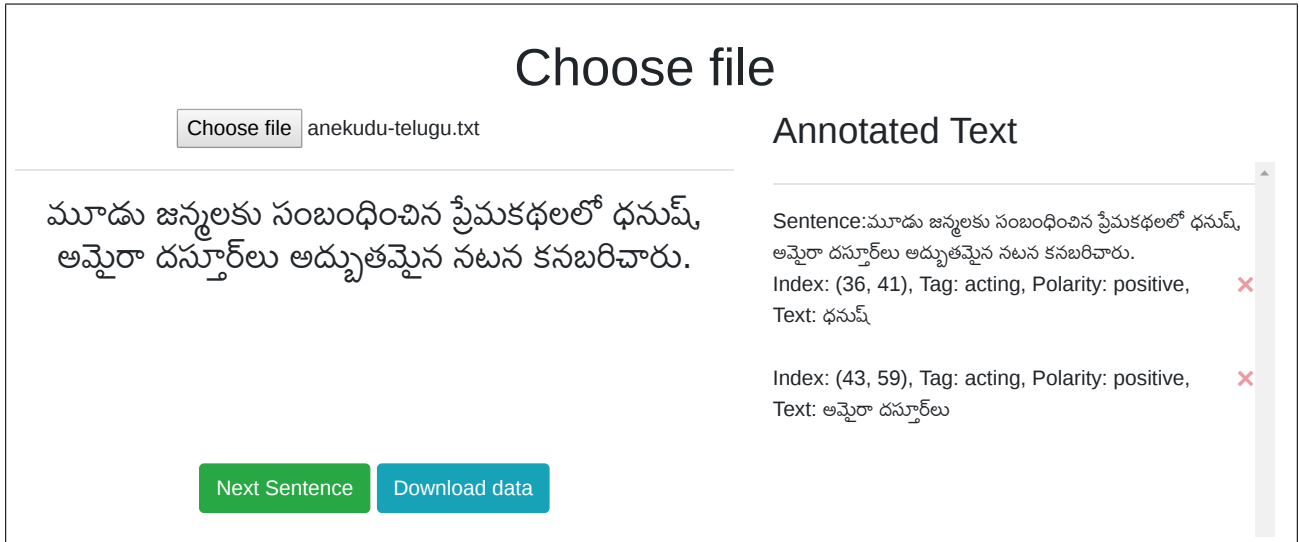 Choose file
Choose file anekudu-telugu.txt
మూడు జన్మలకు సంబంధించిన ప్రేమకథలలో ధనుష్,
అమైరా దస్తూర్‌లు అద్భుతమైన నటన కనబరిచారు.
Next Sentence Download data
Annotated Text
Sentence:మూడు జన్మలకు సంబంధించిన ప్రేమకథలలో ధనుష్,
అమైరా దస్తూర్‌లు అద్భుతమైన నటన కనబరిచారు.
Index: (36, 41), Tag: acting, Polarity: positive,
Text: ధనుష్
Index: (43, 59), Tag: acting, Polarity: positive,
Text: అమైరా దస్తూర్‌లు